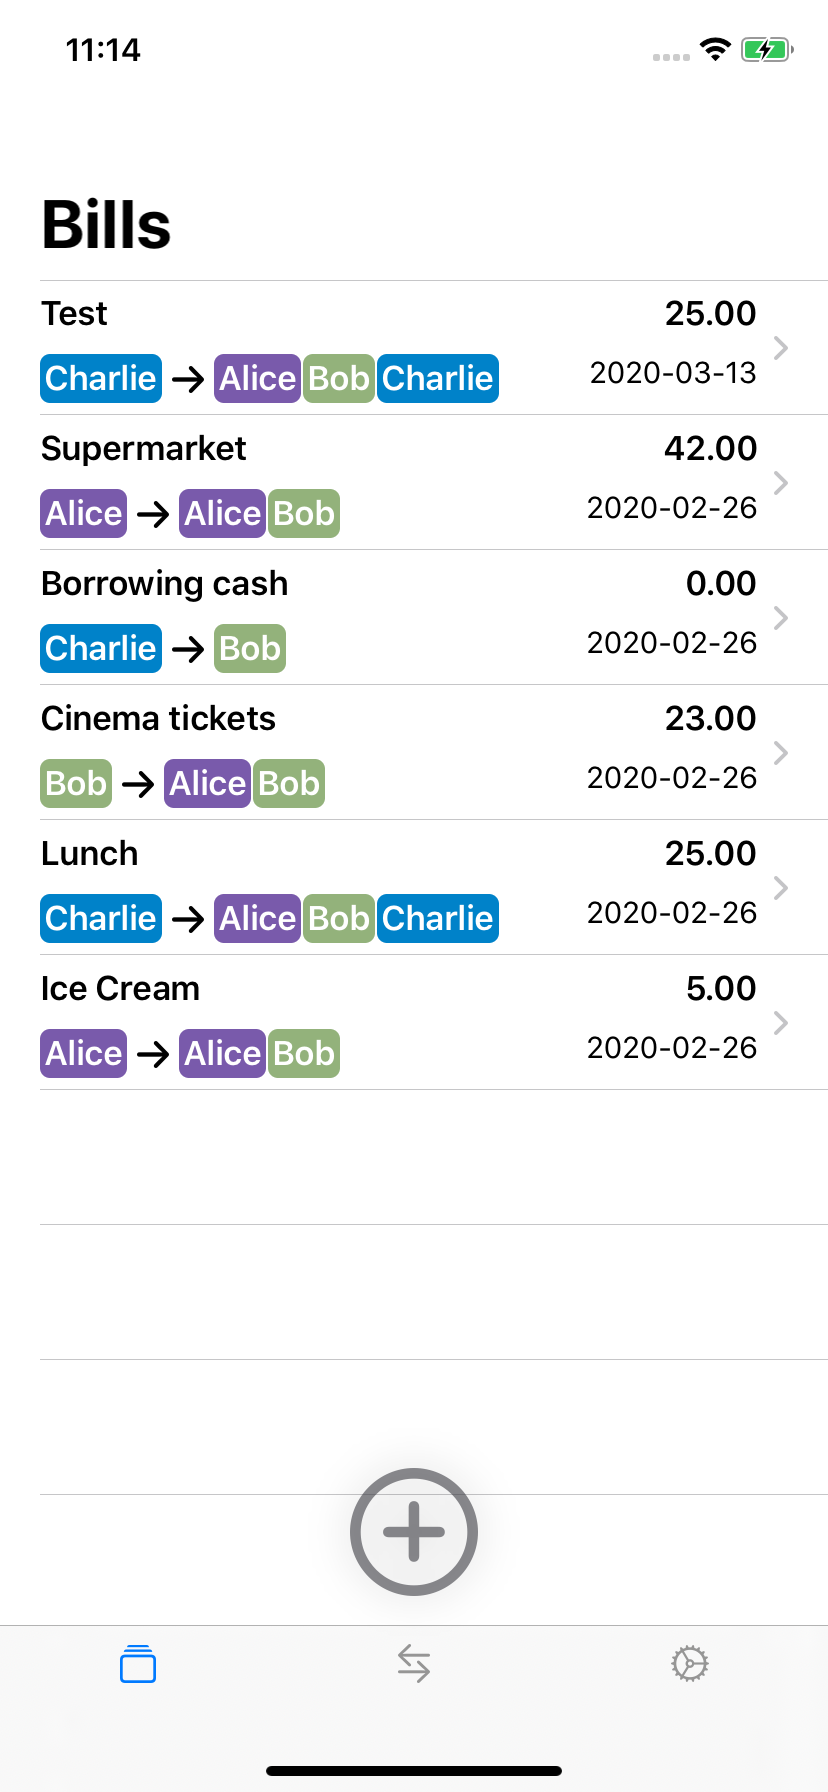 11:14
Bills
Test 25.00
Charlie → Alice Bob Charlie 2020-03-13
Supermarket 42.00
Alice → Alice Bob 2020-02-26
Borrowing cash 0.00
Charlie → Bob 2020-02-26
Cinema tickets 23.00
Bob → Alice Bob 2020-02-26
Lunch 25.00
Charlie → Alice Bob Charlie 2020-02-26
Ice Cream 5.00
Alice → Alice Bob 2020-02-26